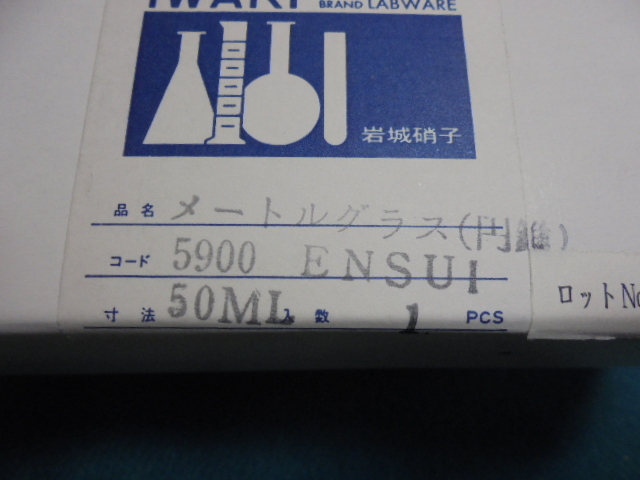 IWAKI BRAND LABWARE
岩城硝子
品名 メートルグラス(円錐)
コード 5900 ENSUI
寸法 50ML 入数 1 PCS
ロットNo